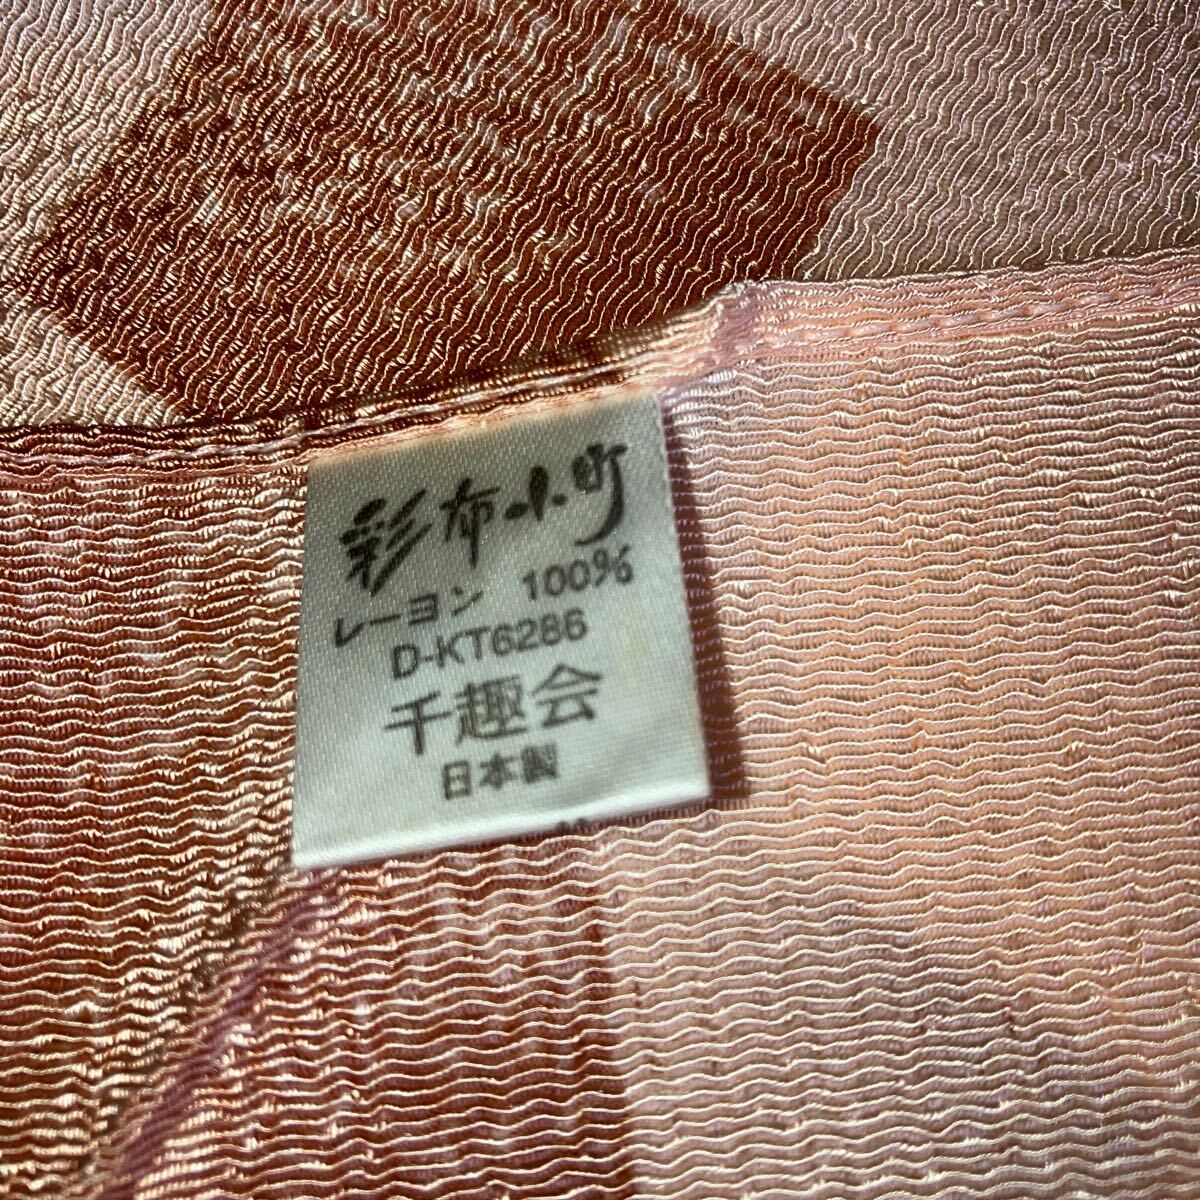 彩布小町
レーヨン 100%
D-KT6286
千趣会
日本製